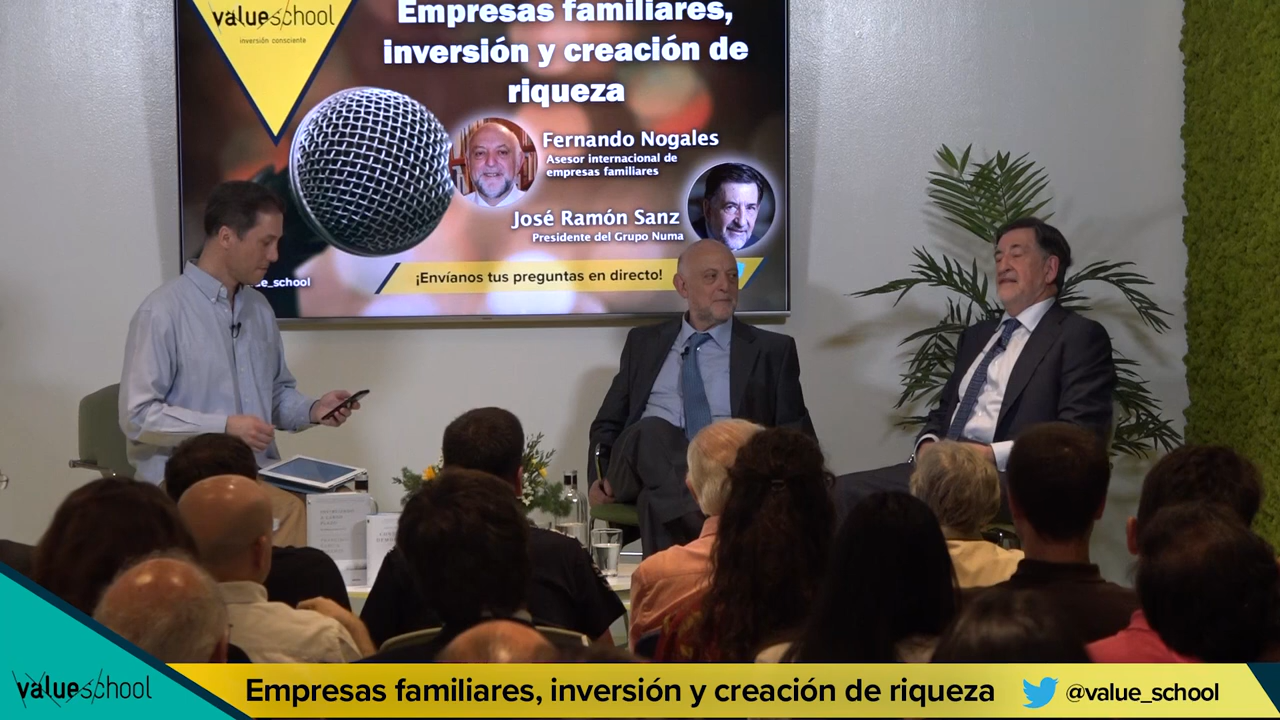 valueschool
inversión consciente
Empresas familiares,
inversión y creación de
riqueza
Fernando Nogales
Asesor internacional de
empresas familiares
José Ramón Sanz
Presidente del Grupo Numa
¡Envíanos tus preguntas en directo!
e_school
valueschool
Empresas familiares, inversión y creación de riqueza
@value_school